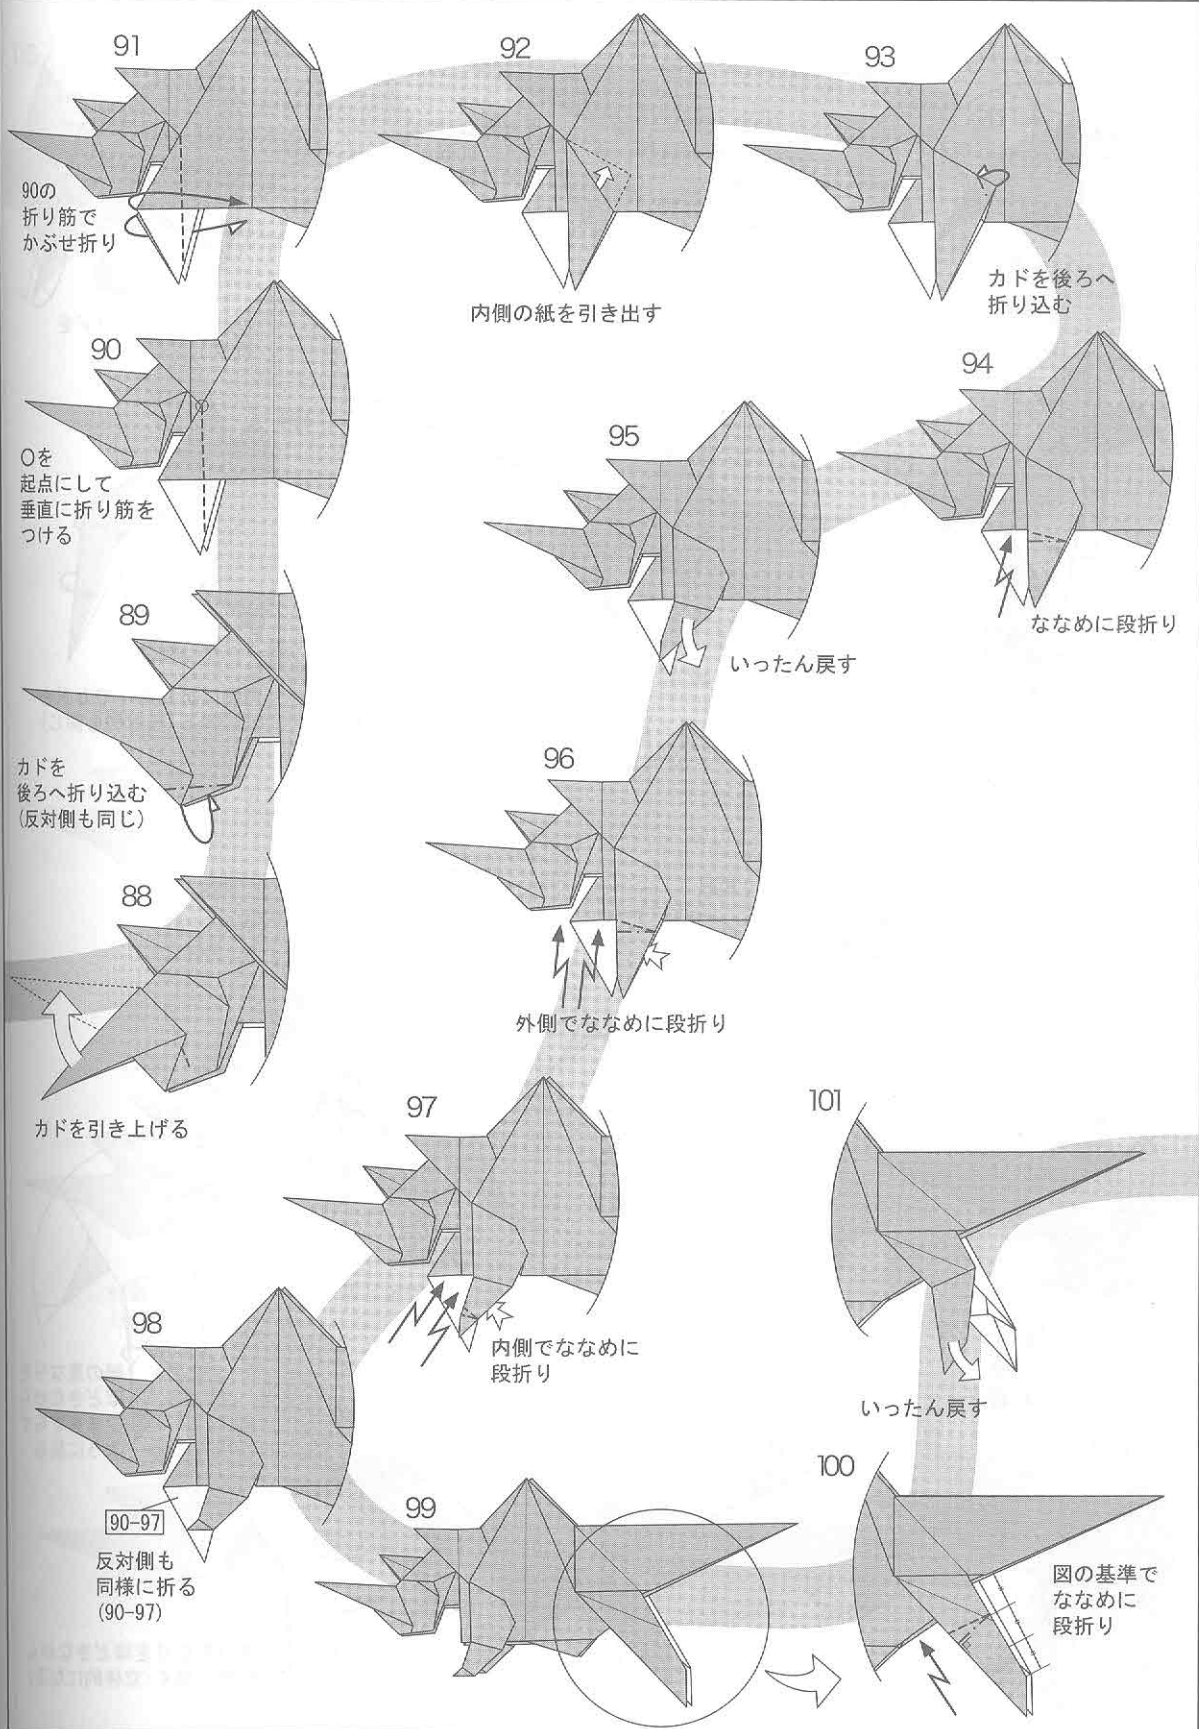 91
90の
折り筋で
かぶせ折り
92
内側の紙を引き出す
93
カドを後ろへ
折り込む
90
○を
起点にして
垂直に折り筋を
つける
94
ななめに段折り
95
いったん戻す
89
カドを
後ろへ折り込む
(反対側も同じ)
96
外側でななめに段折り
88
カドを引き上げる
97
内側でななめに
段折り
98
90-97
反対側も
同様に折る
(90-97)
99
100
図の基準で
ななめに
段折り
101
いったん戻す